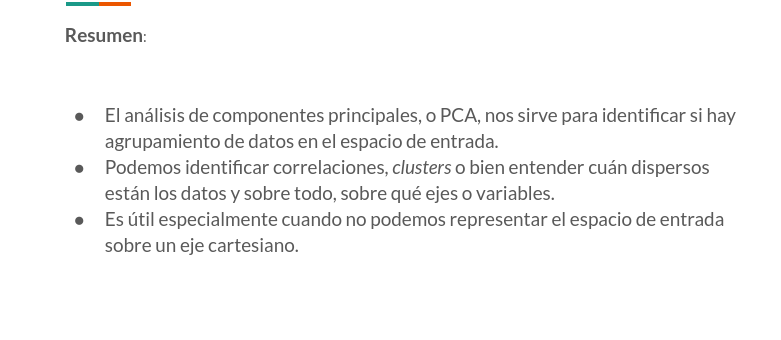 Resumen:
● El análisis de componentes principales, o PCA, nos sirve para identificar si hay
agrupamiento de datos en el espacio de entrada.
● Podemos identificar correlaciones, clusters o bien entender cuán dispersos
están los datos y sobre todo, sobre qué ejes o variables.
● Es útil especialmente cuando no podemos representar el espacio de entrada
sobre un eje cartesiano.